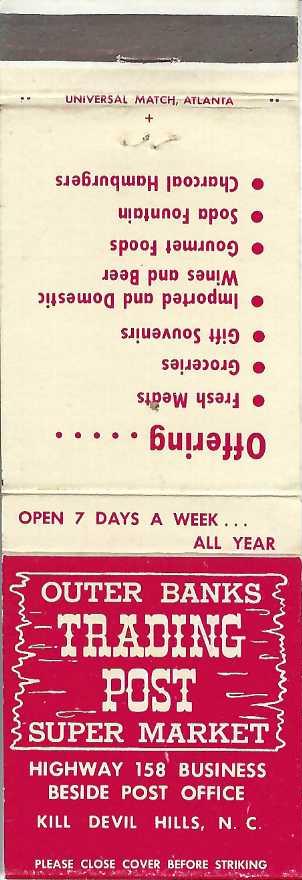 UNIVERSAL MATCH, ATLANTA
Offering.....
● Fresh Meats
● Groceries
● Gift Souvenirs
● Imported and Domestic
Wines and Beer
● Gourmet Foods
● Soda Fountain
● Charcoal Hamburgers
OPEN 7 DAYS A WEEK...
ALL YEAR
OUTER BANKS
TRADING
POST
SUPER MARKET
HIGHWAY 158 BUSINESS
BESIDE POST OFFICE
KILL DEVIL HILLS, N. C.
PLEASE CLOSE COVER BEFORE STRIKING